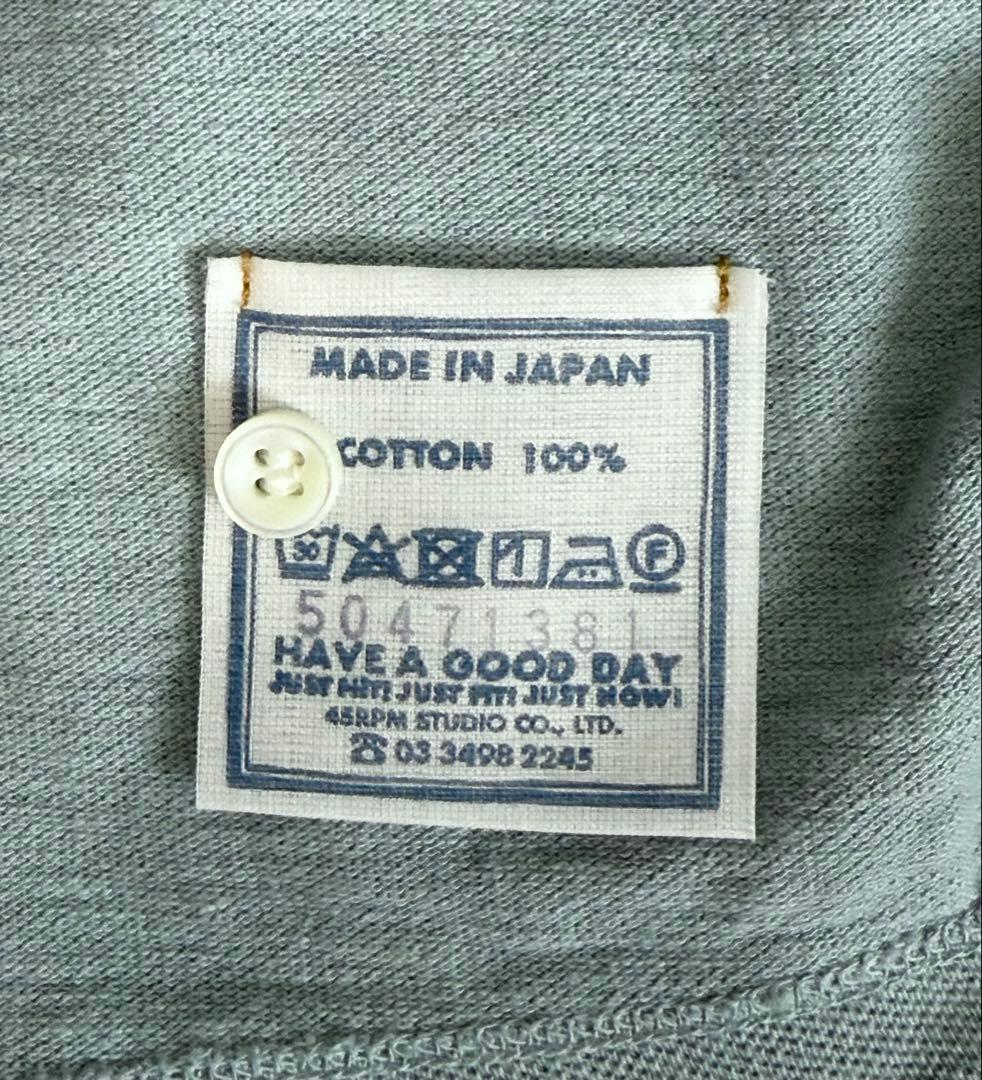 MADE IN JAPAN
COTTON 100%
30 F
50471381
HAVE A GOOD DAY
JUST HIT! JUST FIT! JUST NOW!
45RPM STUDIO CO., LTD.
☎ 03 3498 2245